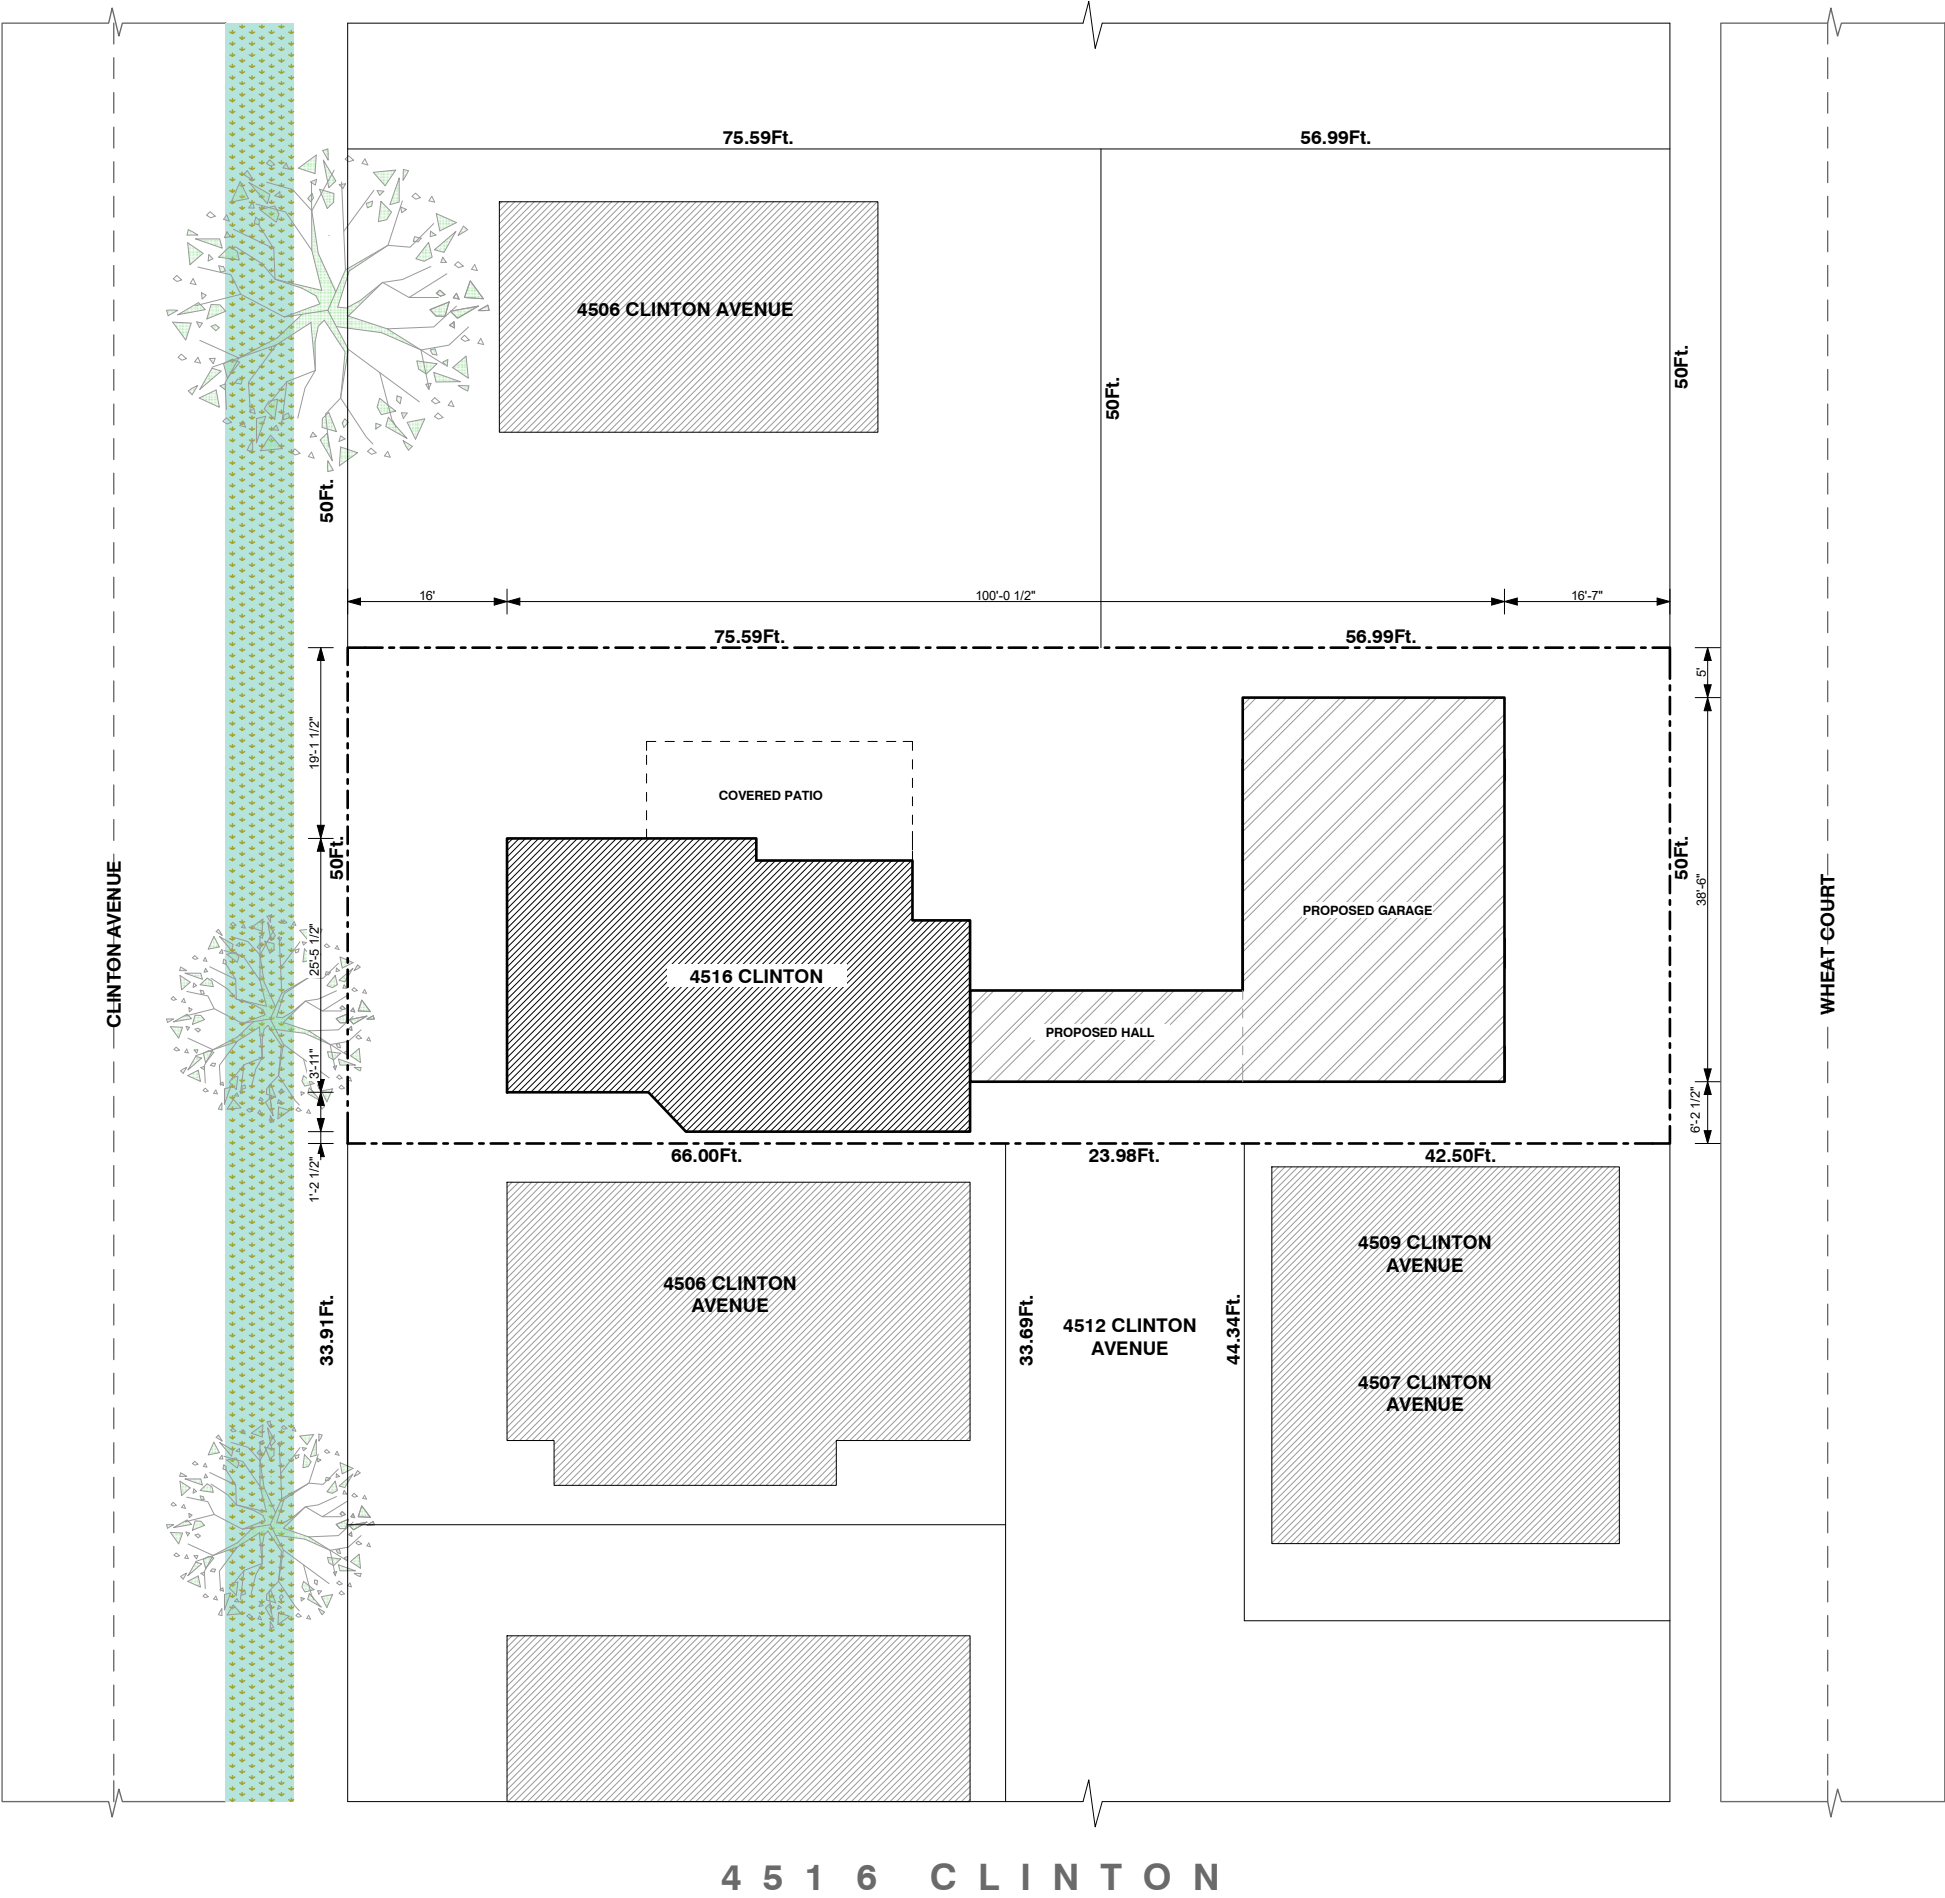 75.59Ft.
56.99Ft.
4506 CLINTON AVENUE
50Ft.
50Ft.
50Ft.
16'
100'-0 1/2"
16'-7"
75.59Ft.
56.99Ft.
5'
19'-1 1/2"
COVERED PATIO
50Ft.
50Ft.
38'-6"
PROPOSED GARAGE
CLINTON AVENUE
WHEAT COURT
25'-5 1/2"
4516 CLINTON
PROPOSED HALL
3'-11"
6'-2 1/2"
66.00Ft.
23.98Ft.
42.50Ft.
1'-2 1/2"
4509 CLINTON
AVENUE
4506 CLINTON
AVENUE
33.91Ft.
33.69Ft.
4512 CLINTON
AVENUE
44.34Ft.
4507 CLINTON
AVENUE
4516 CLINTON